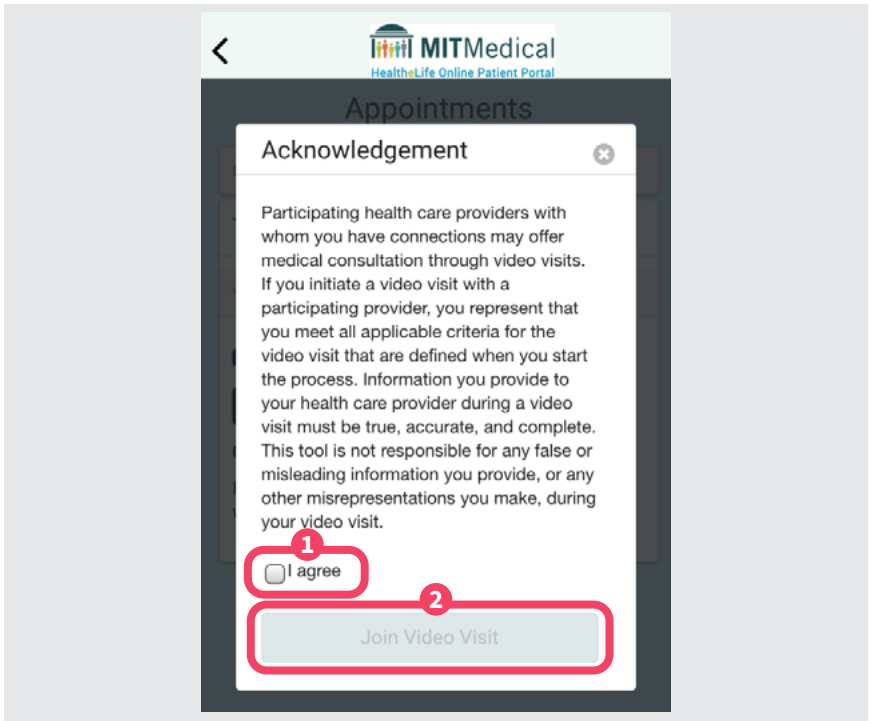 MITMedical
HealtheLife Online Patient Portal
Appointments
Acknowledgement
Participating health care providers with
whom you have connections may offer
medical consultation through video visits.
If you initiate a video visit with a
participating provider, you represent that
you meet all applicable criteria for the
video visit that are defined when you start
the process. Information you provide to
your health care provider during a video
visit must be true, accurate, and complete.
This tool is not responsible for any false or
misleading information you provide, or any
other misrepresentations you make, during
your video visit.
1
I agree
2
Join Video Visit